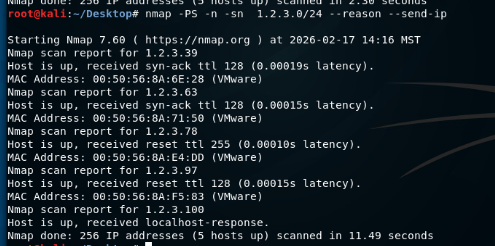 Nmap done: 256 IP addresses (5 hosts up) scanned in 2.30 seconds
root@kali:~/Desktop# nmap -PS -n -sn  1.2.3.0/24 --reason --send-ip
Starting Nmap 7.60 ( https://nmap.org ) at 2026-02-17 14:16 MST
Nmap scan report for 1.2.3.39
Host is up, received syn-ack ttl 128 (0.00019s latency).
MAC Address: 00:50:56:8A:6E:28 (VMware)
Nmap scan report for 1.2.3.63
Host is up, received syn-ack ttl 128 (0.00015s latency).
MAC Address: 00:50:56:8A:71:50 (VMware)
Nmap scan report for 1.2.3.78
Host is up, received reset ttl 255 (0.00010s latency).
MAC Address: 00:50:56:8A:E4:DD (VMware)
Nmap scan report for 1.2.3.97
Host is up, received reset ttl 128 (0.00015s latency).
MAC Address: 00:50:56:8A:F5:83 (VMware)
Nmap scan report for 1.2.3.100
Host is up, received localhost-response.
Nmap done: 256 IP addresses (5 hosts up) scanned in 11.49 seconds